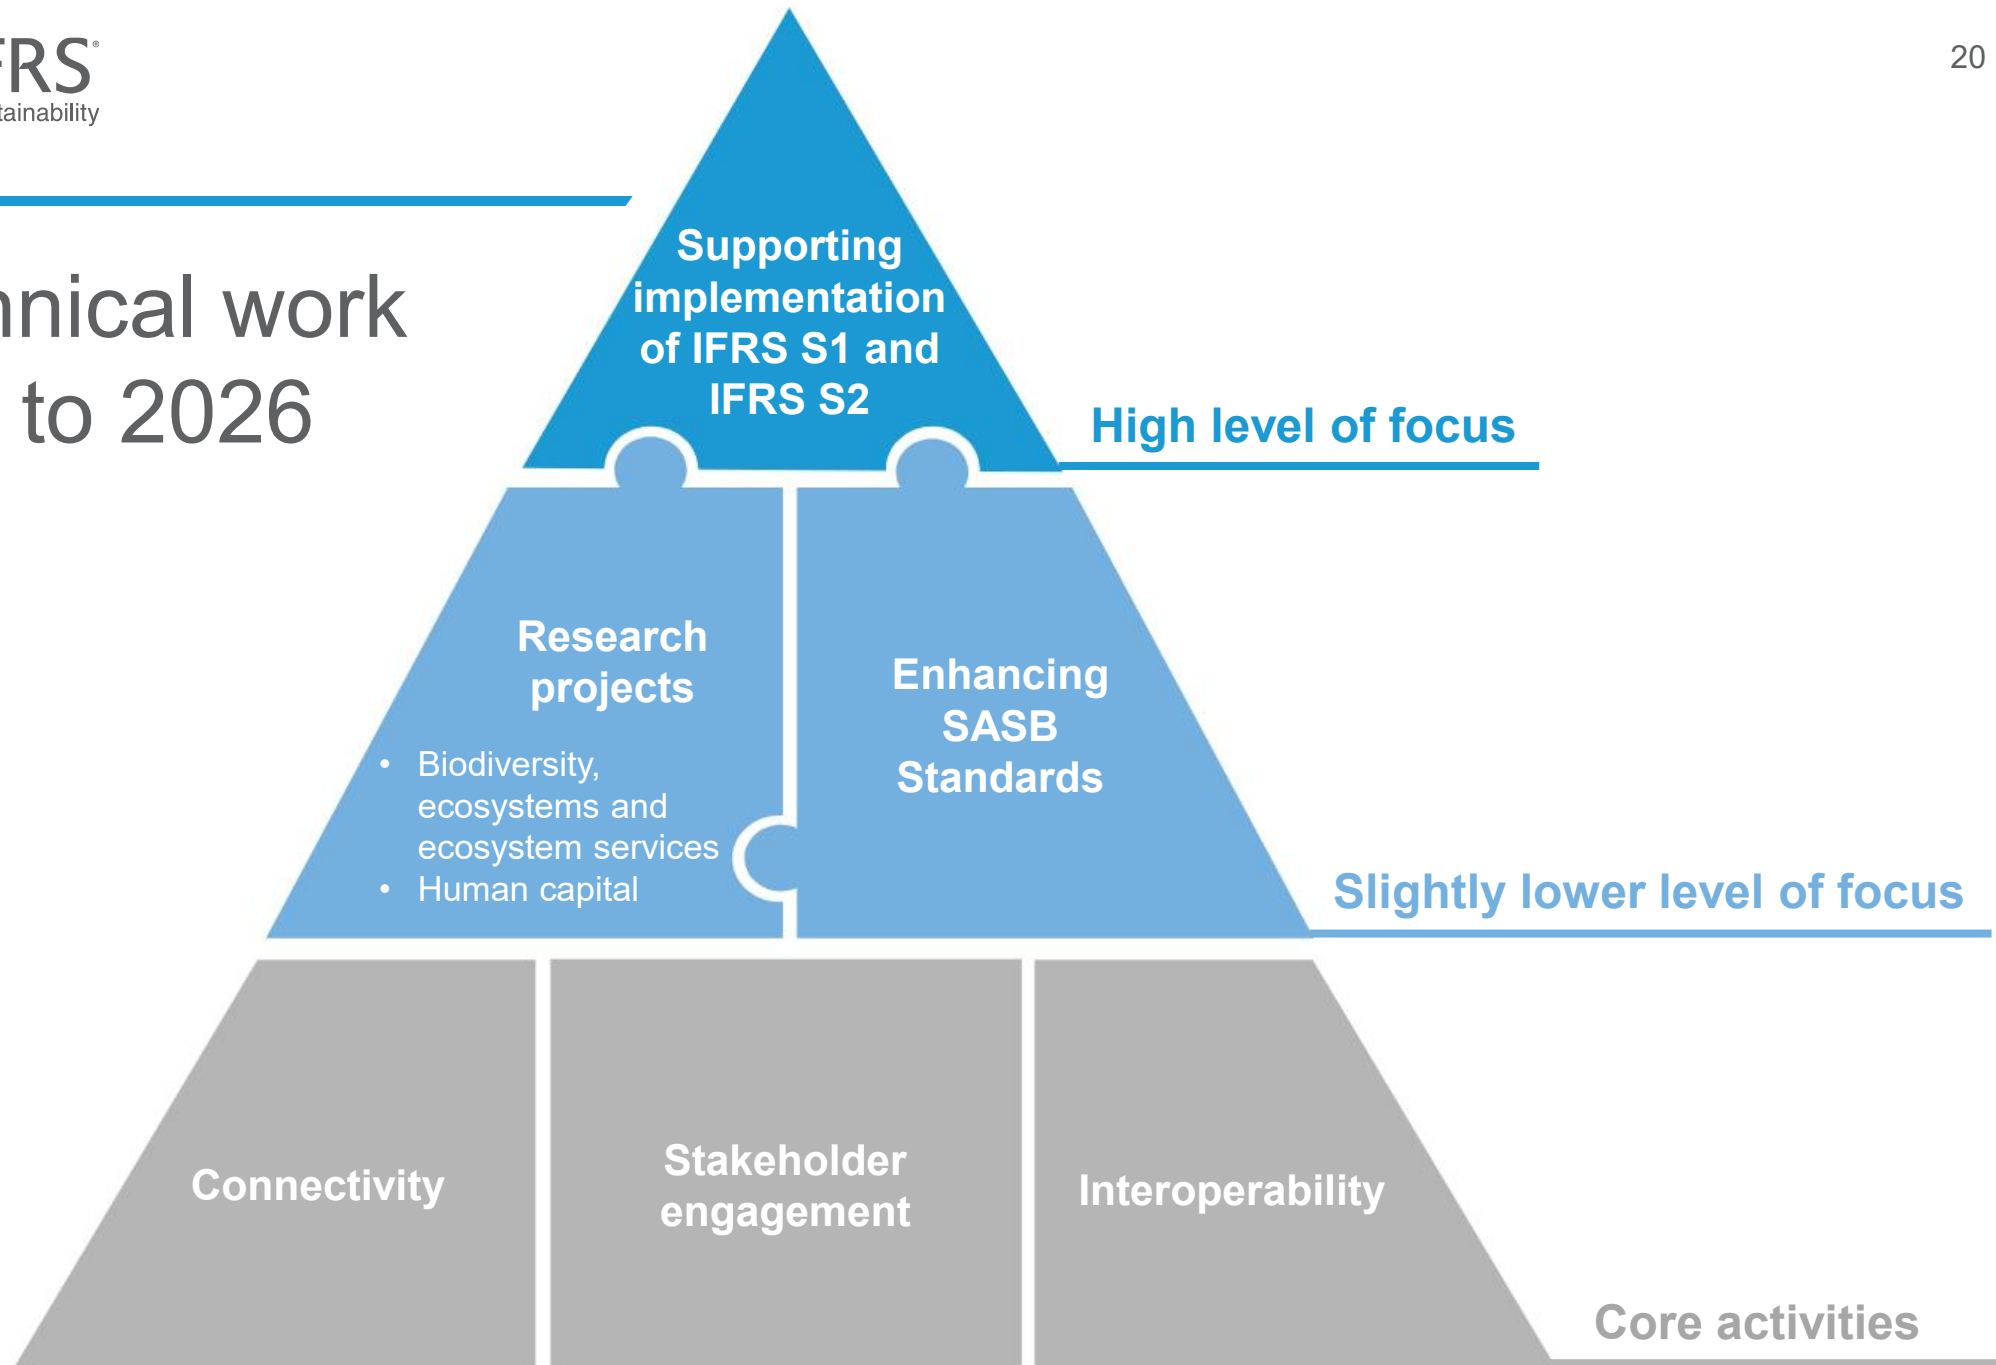 FRS®
20
tainability
Supporting
implementation
of IFRS S1 and
IFRS S2
hnical work
to 2026
High level of focus
Research
projects
• Biodiversity,
ecosystems and
ecosystem services
• Human capital
Enhancing
SASB
Standards
Slightly lower level of focus
Connectivity
Stakeholder
engagement
Interoperability
Core activities